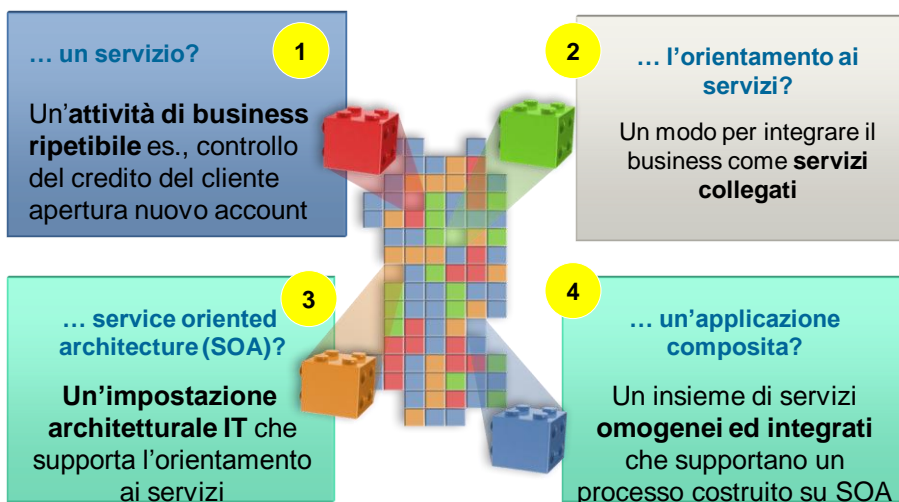 1
… un servizio?
Un’attività di business
ripetibile es., controllo
del credito del cliente
apertura nuovo account
2
… l’orientamento ai
servizi?
Un modo per integrare il
business come servizi
collegati
3
… service oriented
architecture (SOA)?
Un’impostazione
architetturale IT che
supporta l’orientamento
ai servizi
4
… un’applicazione
composita?
Un insieme di servizi
omogenei ed integrati
che supportano un
processo costruito su SOA